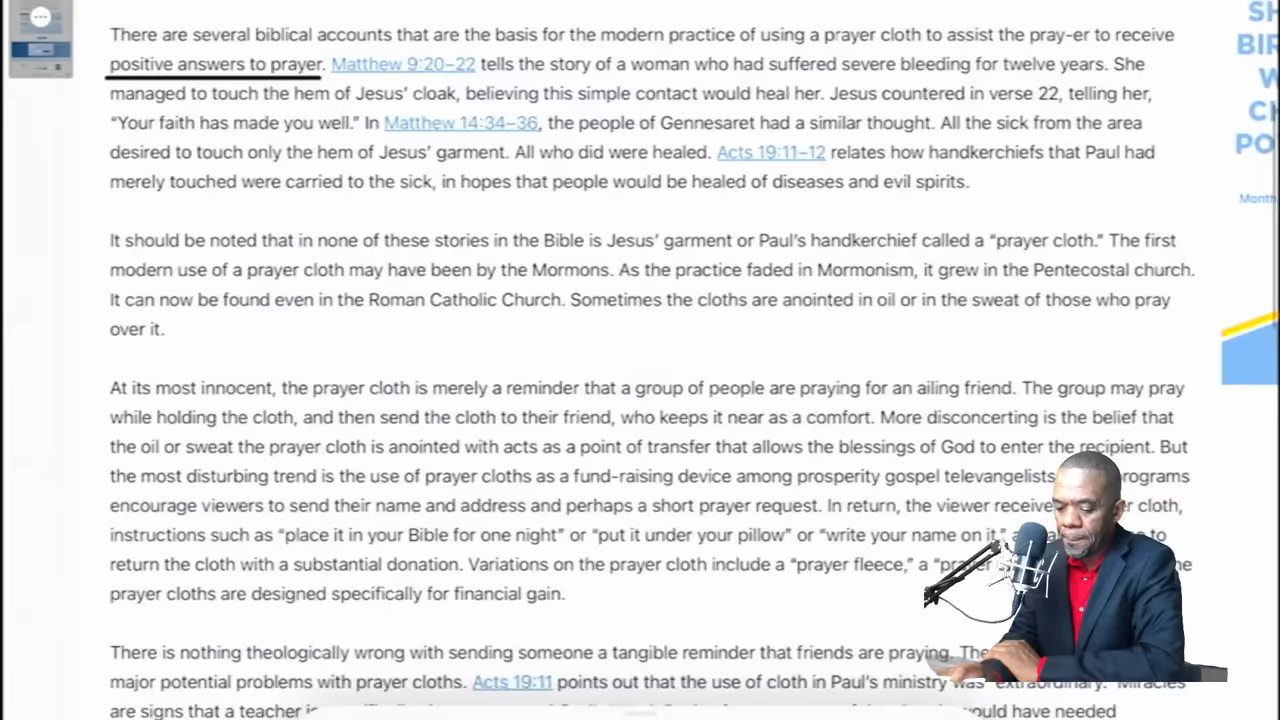 There are several biblical accounts that are the basis for the modern practice of using a prayer cloth to assist the pray-er to receive
positive answers to prayer. Matthew 9:20–22 tells the story of a woman who had suffered severe bleeding for twelve years. She
managed to touch the hem of Jesus’ cloak, believing this simple contact would heal her. Jesus countered in verse 22, telling her,
“Your faith has made you well.” In Matthew 14:34–36, the people of Gennesaret had a similar thought. All the sick from the area
desired to touch only the hem of Jesus’ garment. All who did were healed. Acts 19:11–12 relates how handkerchiefs that Paul had
merely touched were carried to the sick, in hopes that people would be healed of diseases and evil spirits.
It should be noted that in none of these stories in the Bible is Jesus’ garment or Paul’s handkerchief called a “prayer cloth.” The first
modern use of a prayer cloth may have been by the Mormons. As the practice faded in Mormonism, it grew in the Pentecostal church.
It can now be found even in the Roman Catholic Church. Sometimes the cloths are anointed in oil or in the sweat of those who pray
over it.
At its most innocent, the prayer cloth is merely a reminder that a group of people are praying for an ailing friend. The group may pray
while holding the cloth, and then send the cloth to their friend, who keeps it near as a comfort. More disconcerting is the belief that
the oil or sweat the prayer cloth is anointed with acts as a point of transfer that allows the blessings of God to enter the recipient. But
the most disturbing trend is the use of prayer cloths as a fund-raising device among prosperity gospel televangelists. programs
encourage viewers to send their name and address and perhaps a short prayer request. In return, the viewer receive cloth,
instructions such as “place it in your Bible for one night” or “put it under your pillow” or “write your name on it,” to
return the cloth with a substantial donation. Variations on the prayer cloth include a “prayer fleece,” a “prayer
prayer cloths are designed specifically for financial gain.
There is nothing theologically wrong with sending someone a tangible reminder that friends are praying. The
major potential problems with prayer cloths. Acts 19:11 points out that the use of cloth in Paul’s ministry was “extraordinary.” Miracles
are signs that a teacher would have needed
SH
BIR
W
CH
PO
Month